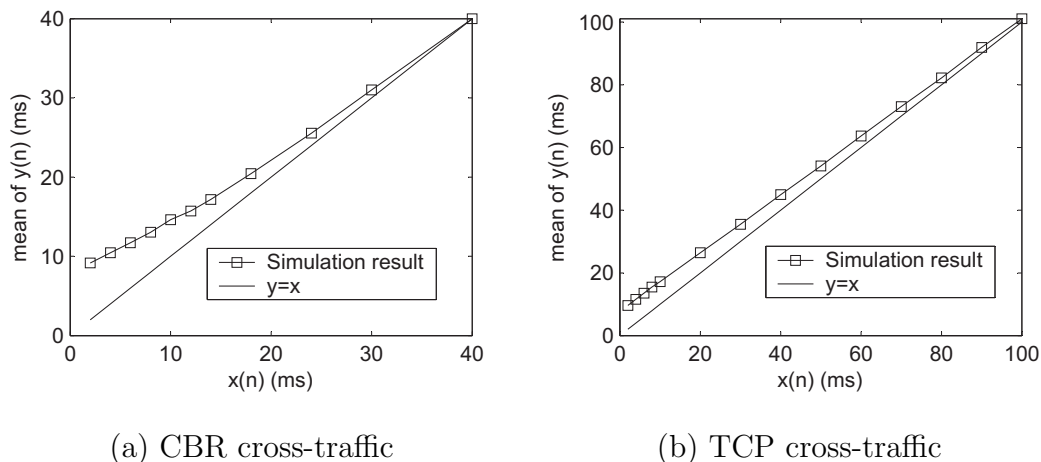 40
30
20
10
0
mean of y(n) (ms)
0 10 20 30 40
x(n) (ms)
Simulation result
y=x
(a) CBR cross-traffic
100
80
60
40
20
0
mean of y(n) (ms)
0 20 40 60 80 100
x(n) (ms)
Simulation result
y=x
(b) TCP cross-traffic